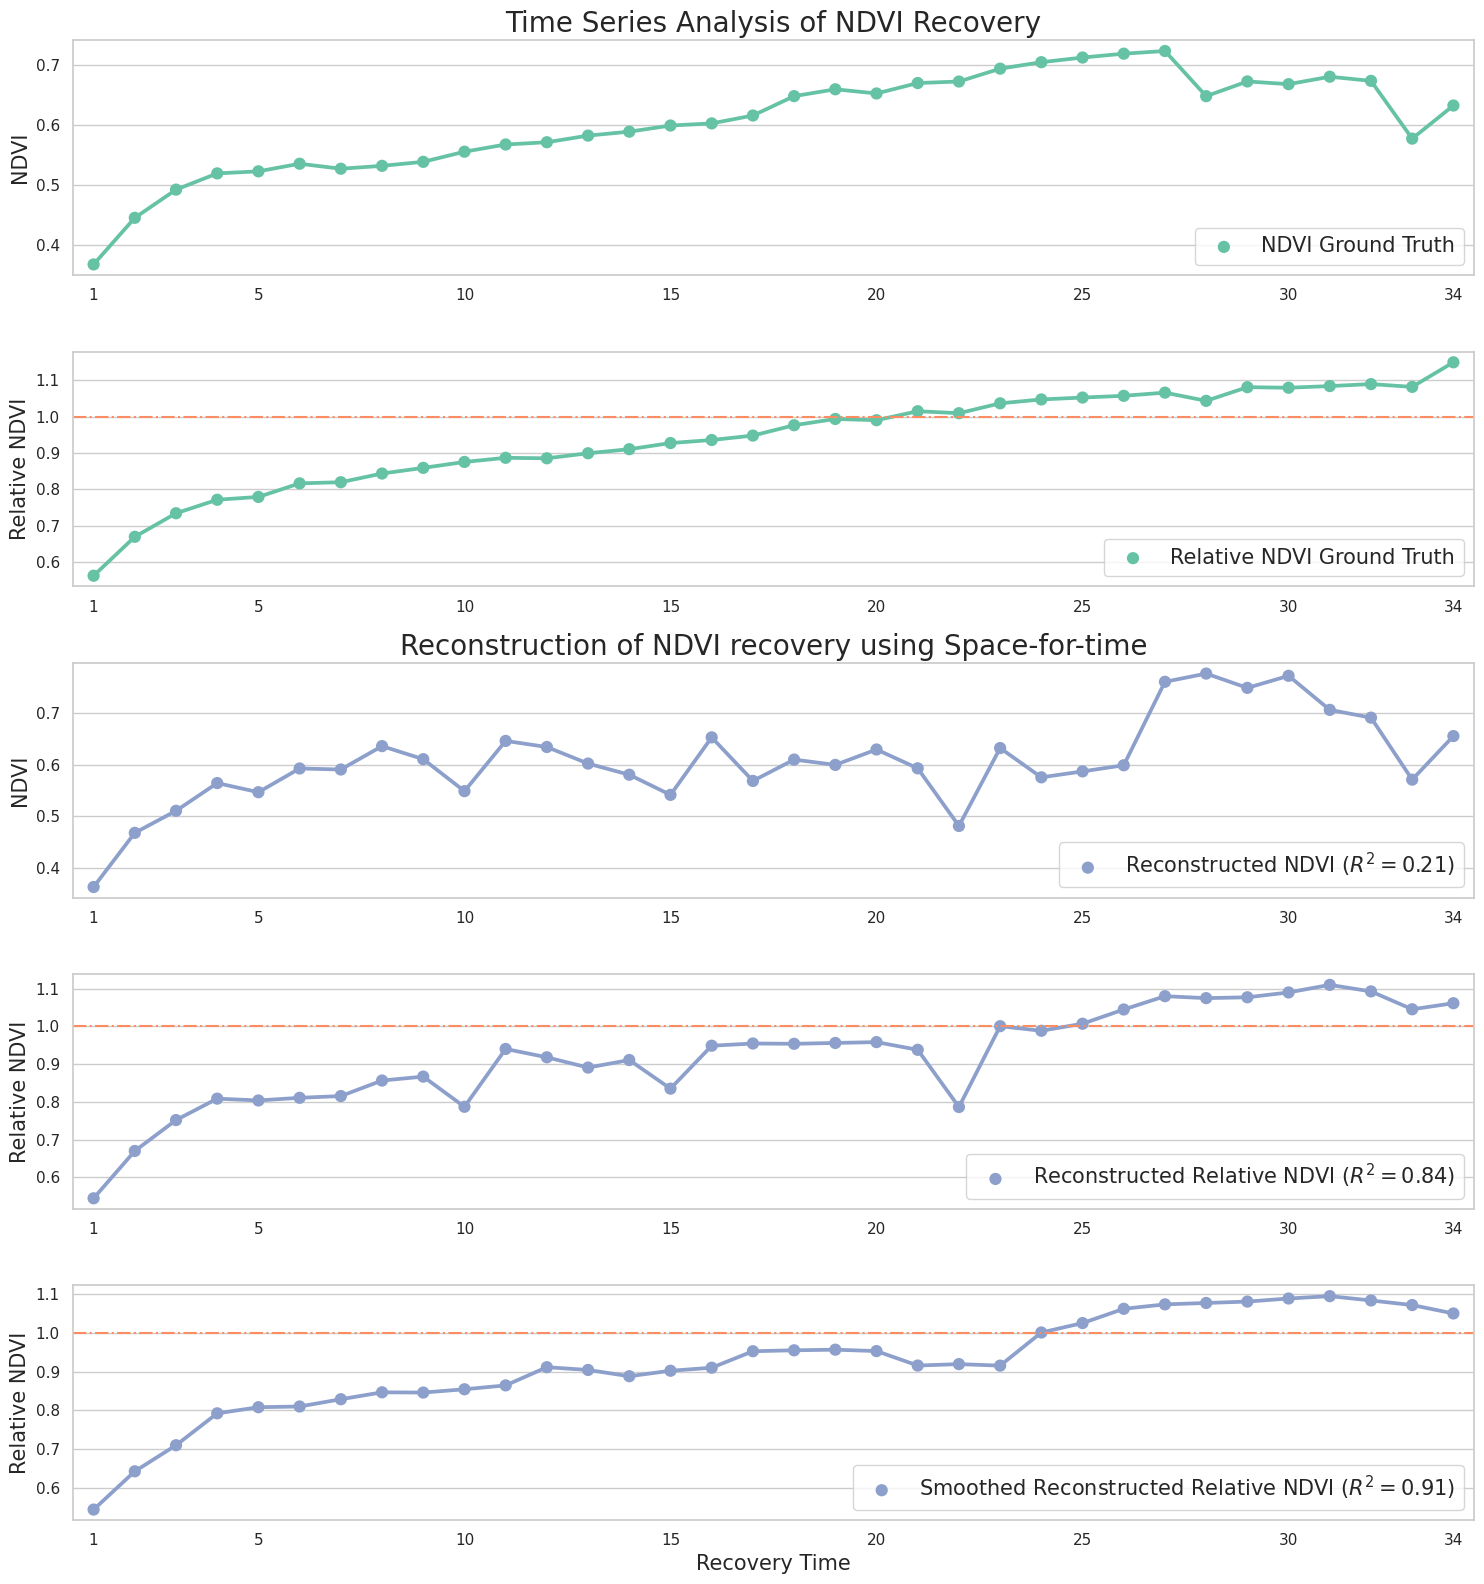 Time Series Analysis of NDVI Recovery
NDVI
0.7
0.6
0.5
0.4
NDVI Ground Truth
1 5 10 15 20 25 30 34
Relative NDVI
1.1
1.0
0.9
0.8
0.7
0.6
Relative NDVI Ground Truth
1 5 10 15 20 25 30 34
Reconstruction of NDVI recovery using Space-for-time
NDVI
0.7
0.6
0.5
0.4
Reconstructed NDVI (R² = 0.21)
1 5 10 15 20 25 30 34
Relative NDVI
1.1
1.0
0.9
0.8
0.7
0.6
Reconstructed Relative NDVI (R² = 0.84)
1 5 10 15 20 25 30 34
Relative NDVI
1.1
1.0
0.9
0.8
0.7
0.6
Smoothed Reconstructed Relative NDVI (R² = 0.91)
1 5 10 15 20 25 30 34
Recovery Time